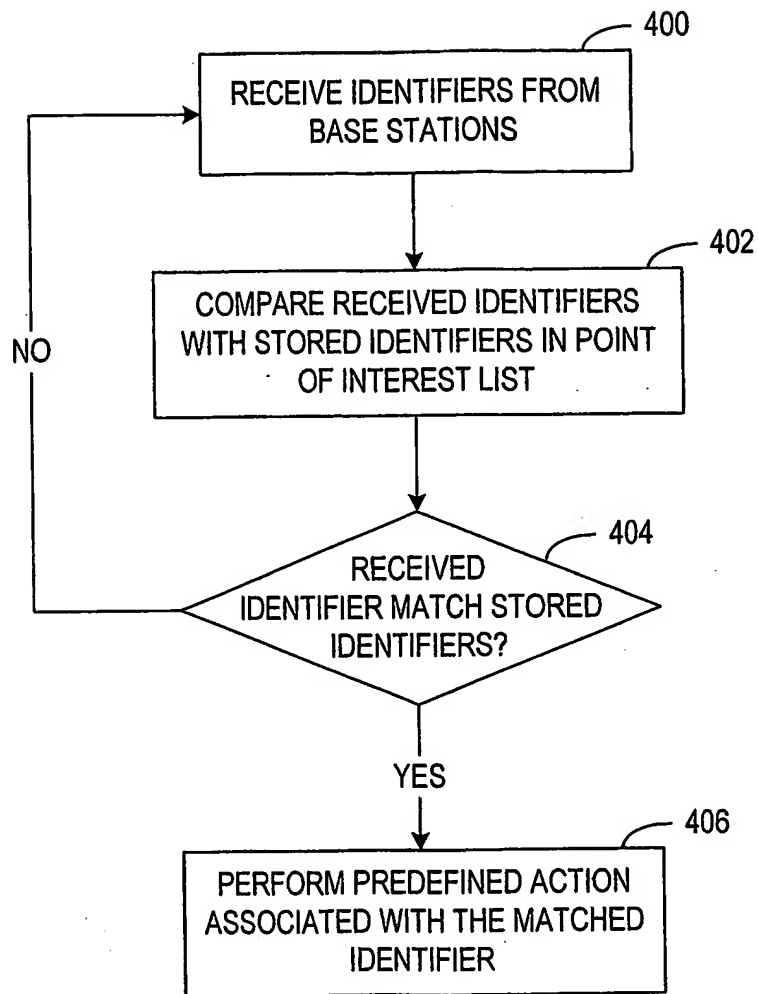 400
RECEIVE IDENTIFIERS FROM
BASE STATIONS
402
COMPARE RECEIVED IDENTIFIERS
WITH STORED IDENTIFIERS IN POINT
OF INTEREST LIST
NO
404
RECEIVED
IDENTIFIER MATCH STORED
IDENTIFIERS?
YES
406
PERFORM PREDEFINED ACTION
ASSOCIATED WITH THE MATCHED
IDENTIFIER